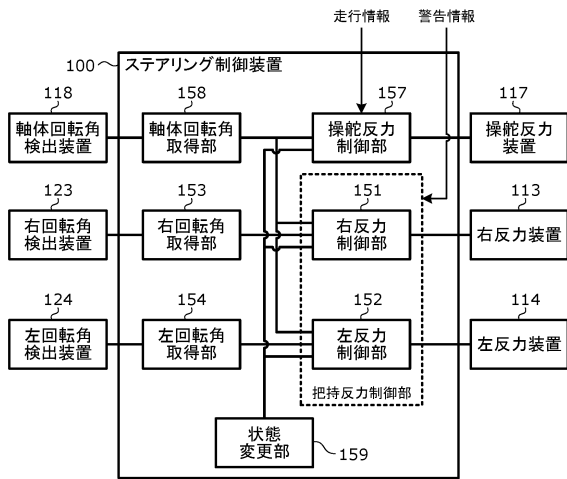 走行情報
警告情報
100
ステアリング制御装置
118
158
157
117
軸体回転角
検出装置
軸体回転角
取得部
操舵反力
制御部
操舵反力
装置
123
153
151
113
右回転角
検出装置
右回転角
取得部
右反力
制御部
右反力装置
124
154
152
114
左回転角
検出装置
左回転角
取得部
左反力
制御部
左反力装置
把持反力制御部
状態
変更部
159